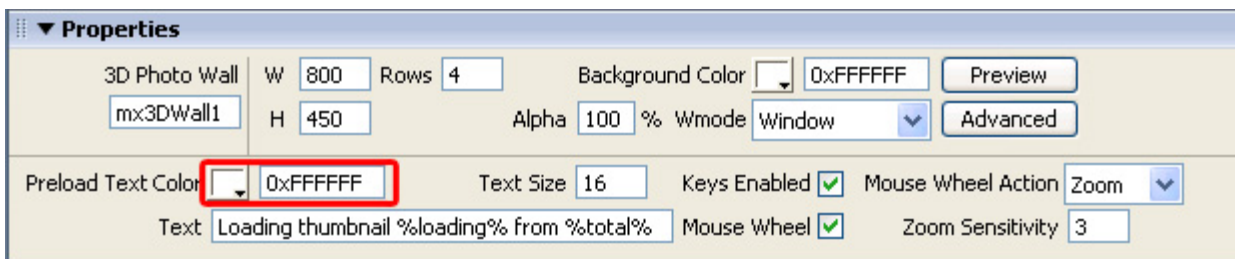 Properties
3D Photo Wall W 800 Rows 4 Background Color 0xFFFFFF Preview
mx3DWall1 H 450 Alpha 100 % Wmode Window Advanced
Preload Text Color 0xFFFFFF Text Size 16 Keys Enabled Mouse Wheel Action Zoom
Text Loading thumbnail %loading% from %total% Mouse Wheel Zoom Sensitivity 3